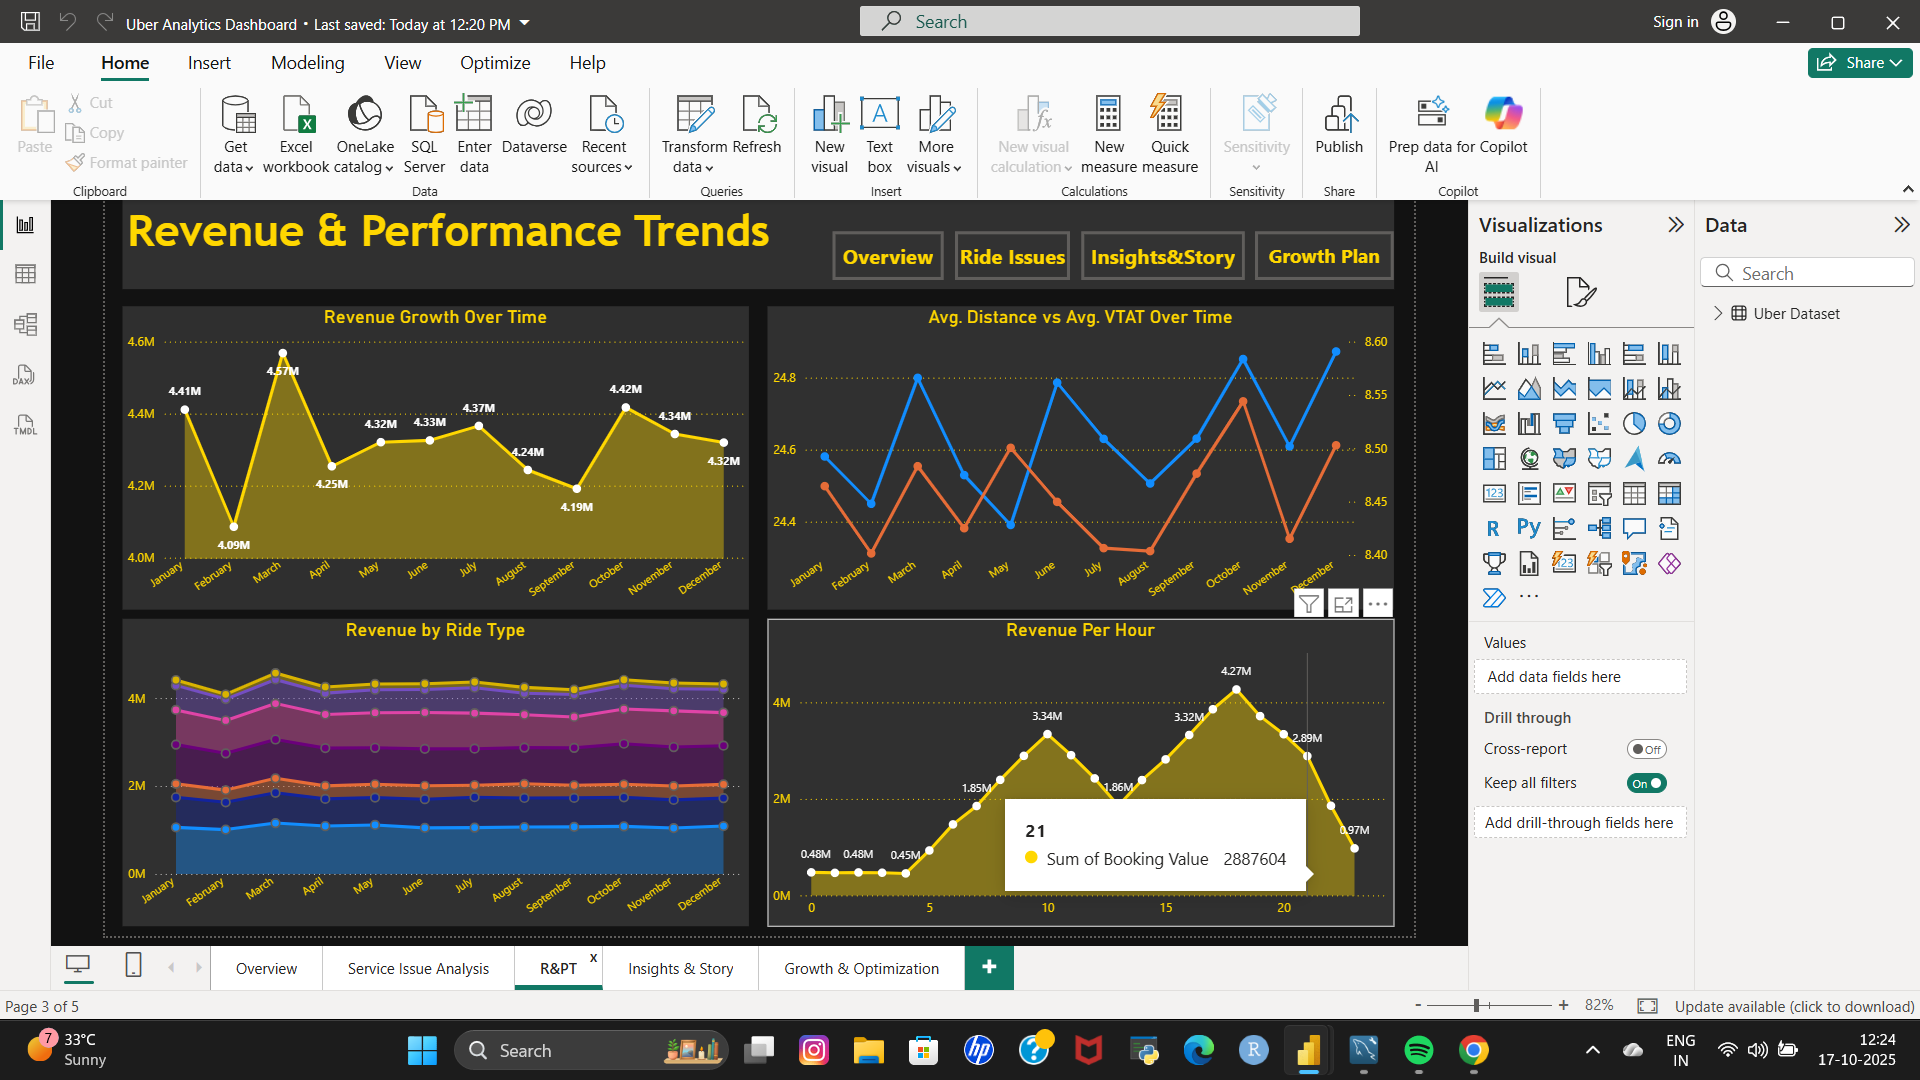 Uber Analytics Dashboard • Last saved: Today at 12:20 PM
Search
Sign in
File
Home
Insert
Modeling
View
Optimize
Help
Share
Paste
Cut
Copy
Format painter
Clipboard
Get data
Excel workbook
OneLake catalog
SQL Server
Enter data
Dataverse
Recent sources
Data
Transform data
Refresh
Queries
New visual
Text box
More visuals
Insert
New visual calculation
New measure
Quick measure
Calculations
Sensitivity
Sensitivity
Publish
Share
Prep data for AI
Copilot
Copilot
DAX
TMDL
Revenue & Performance Trends
Overview
Ride Issues
Insights&Story
Growth Plan
Revenue Growth Over Time
4.6M
4.4M
4.2M
4.0M
4.41M
4.09M
4.57M
4.25M
4.32M
4.33M
4.37M
4.24M
4.19M
4.42M
4.34M
4.32M
January
February
March
April
May
June
July
August
September
October
November
December
Avg. Distance vs Avg. VTAT Over Time
24.8
24.6
24.4
8.60
8.55
8.50
8.45
8.40
January
February
March
April
May
June
July
August
September
October
November
December
Revenue by Ride Type
4M
2M
0M
January
February
March
April
May
June
July
August
September
October
November
December
Revenue Per Hour
4M
2M
0M
0.48M
0.48M
0.45M
1.85M
3.34M
1.86M
3.32M
4.27M
2.89M
0.97M
0
5
10
15
20
21
Sum of Booking Value 2887604
Visualizations
Build visual
123
R
Py
123
Values
Add data fields here
Drill through
Cross-report
Off
Keep all filters
On
Add drill-through fields here
Data
Search
Uber Dataset
Overview
Service Issue Analysis
R&PT
x
Insights & Story
Growth & Optimization
+
Page 3 of 5
- + 82%
Update available (click to download)
7
33°C
Sunny
Search
hp
?
R
ENG
IN
12:24
17-10-2025